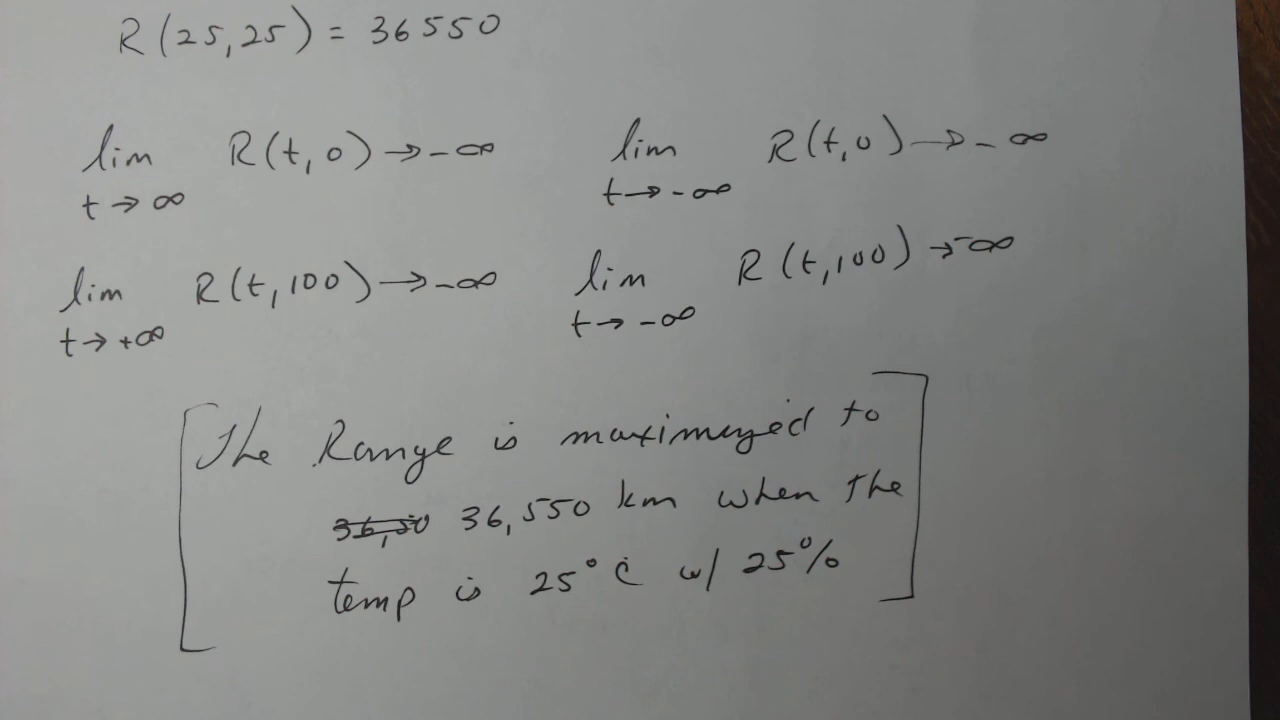 R(25,25) = 36550
lim R(t,0) → -∞ lim R(t,0) → -∞
t → ∞ t → -∞
lim R(t,100) → -∞ lim R(t,100) → -∞
t → +∞ t → -∞
The Range is maximyzed to
36,550 km when the
temp is 25° C w/ 25%